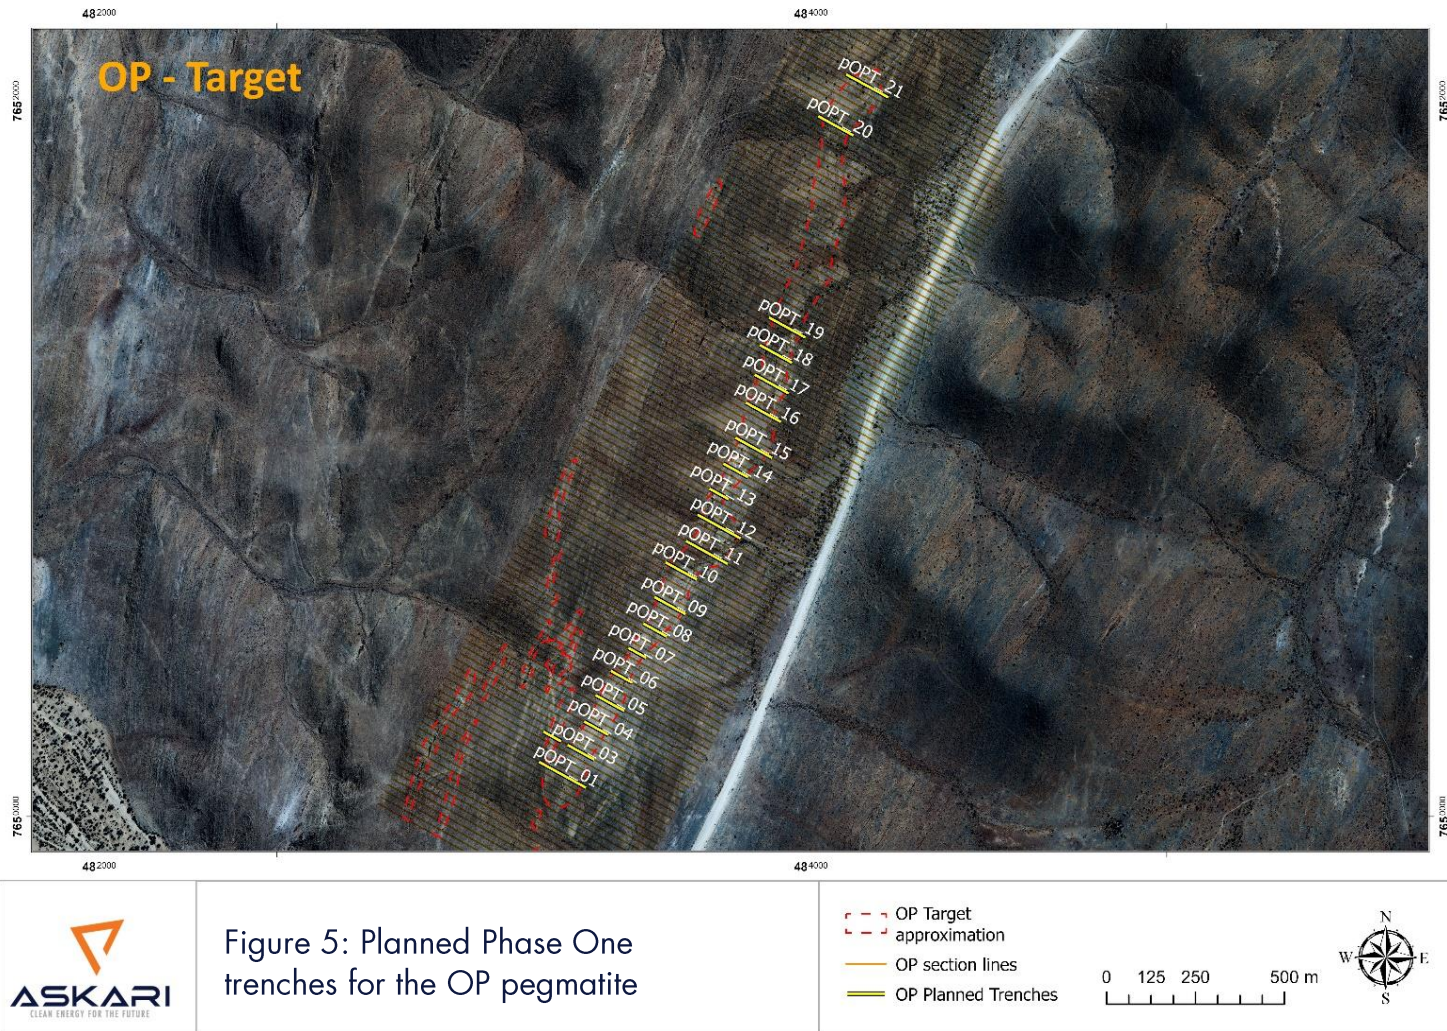 482000
484000
OP - Target
7652000
7652000
pOPT_21
pOPT_20
pOPT_19
pOPT_18
pOPT_17
pOPT_16
pOPT_15
pOPT_14
pOPT_13
pOPT_12
pOPT_11
pOPT_10
pOPT_09
pOPT_08
pOPT_07
pOPT_06
pOPT_05
pOPT_04
pOPT_03
pOPT_01
7650000
7650000
482000
484000
ASKARI
CLEAN ENERGY FOR THE FUTURE
Figure 5: Planned Phase One
trenches for the OP pegmatite
OP Target
approximation
OP section lines
OP Planned Trenches
0 125 250 500 m
N
W E
S